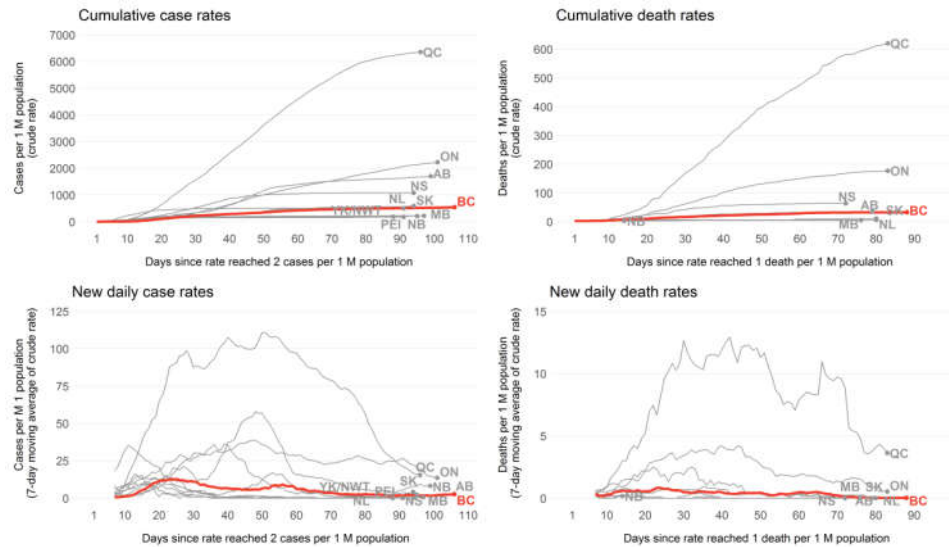 Cumulative case rates
Cases per 1 M population
(crude rate)
7000
6000
5000
4000
3000
2000
1000
0
QC
ON
AB
NS
NL
SK
BC
YK/NWT
MB
PEI
NB
1 10 20 30 40 50 60 70 80 90 100 110
Days since rate reached 2 cases per 1 M population
Cumulative death rates
Deaths per 1 M population
(crude rate)
600
500
400
300
200
100
0
QC
ON
NS
AB
SK
BC
NB
MB
NL
1 10 20 30 40 50 60 70 80 90
Days since rate reached 1 death per 1 M population
New daily case rates
Cases per M 1 population
(7-day moving average of crude rate)
125
100
75
50
25
0
QC
ON
SK
YK/NWT
PEI
NB
AB
NL
NS
MB
BC
1 10 20 30 40 50 60 70 80 90 100 110
Days since rate reached 2 cases per 1 M population
New daily death rates
Deaths per 1 M population
(7-day moving average of crude rate)
15
10
5
0
QC
MB
SK
ON
NB
NS
AB
NL
BC
1 10 20 30 40 50 60 70 80 90
Days since rate reached 1 death per 1 M population